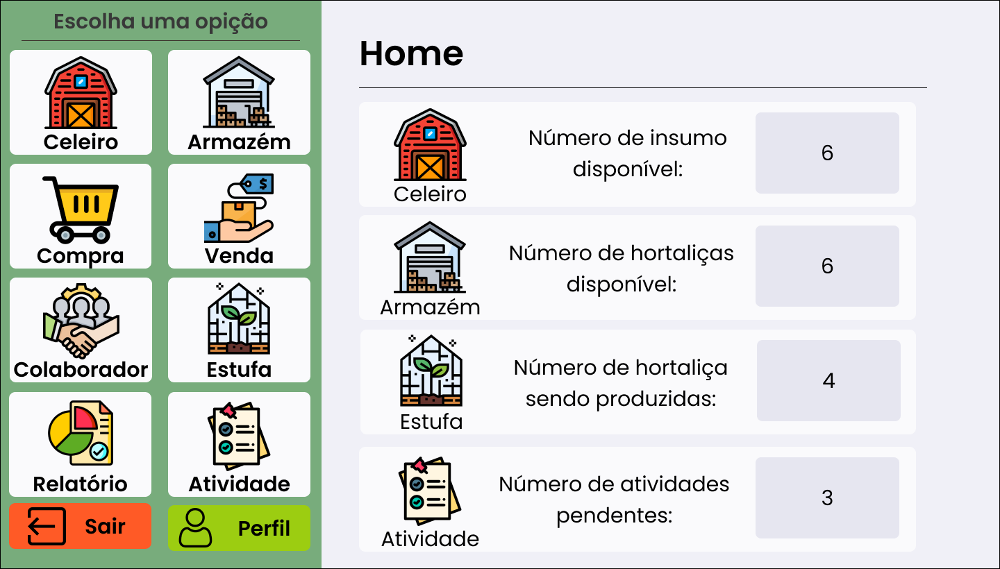 Escolha uma opição
Celeiro
Armazém
Compra
Venda
Colaborador
Estufa
Relatório
Atividade
Sair
Perfil
Home
Celeiro
Número de insumo
disponível:
6
Armazém
Número de hortaliças
disponível:
6
Estufa
Número de hortaliça
sendo produzidas:
4
Atividade
Número de atividades
pendentes:
3